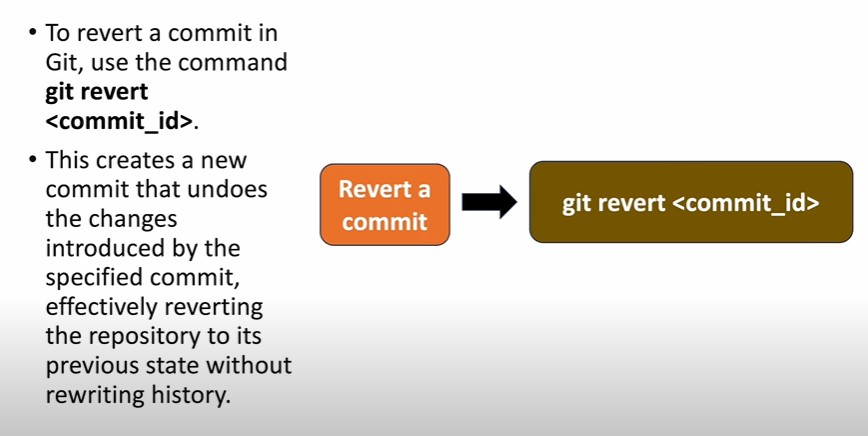 • To revert a commit in
Git, use the command
git revert
<commit_id>.
• This creates a new
commit that undoes
the changes
introduced by the
specified commit,
effectively reverting
the repository to its
previous state without
rewriting history.
Revert a
commit
git revert <commit_id>